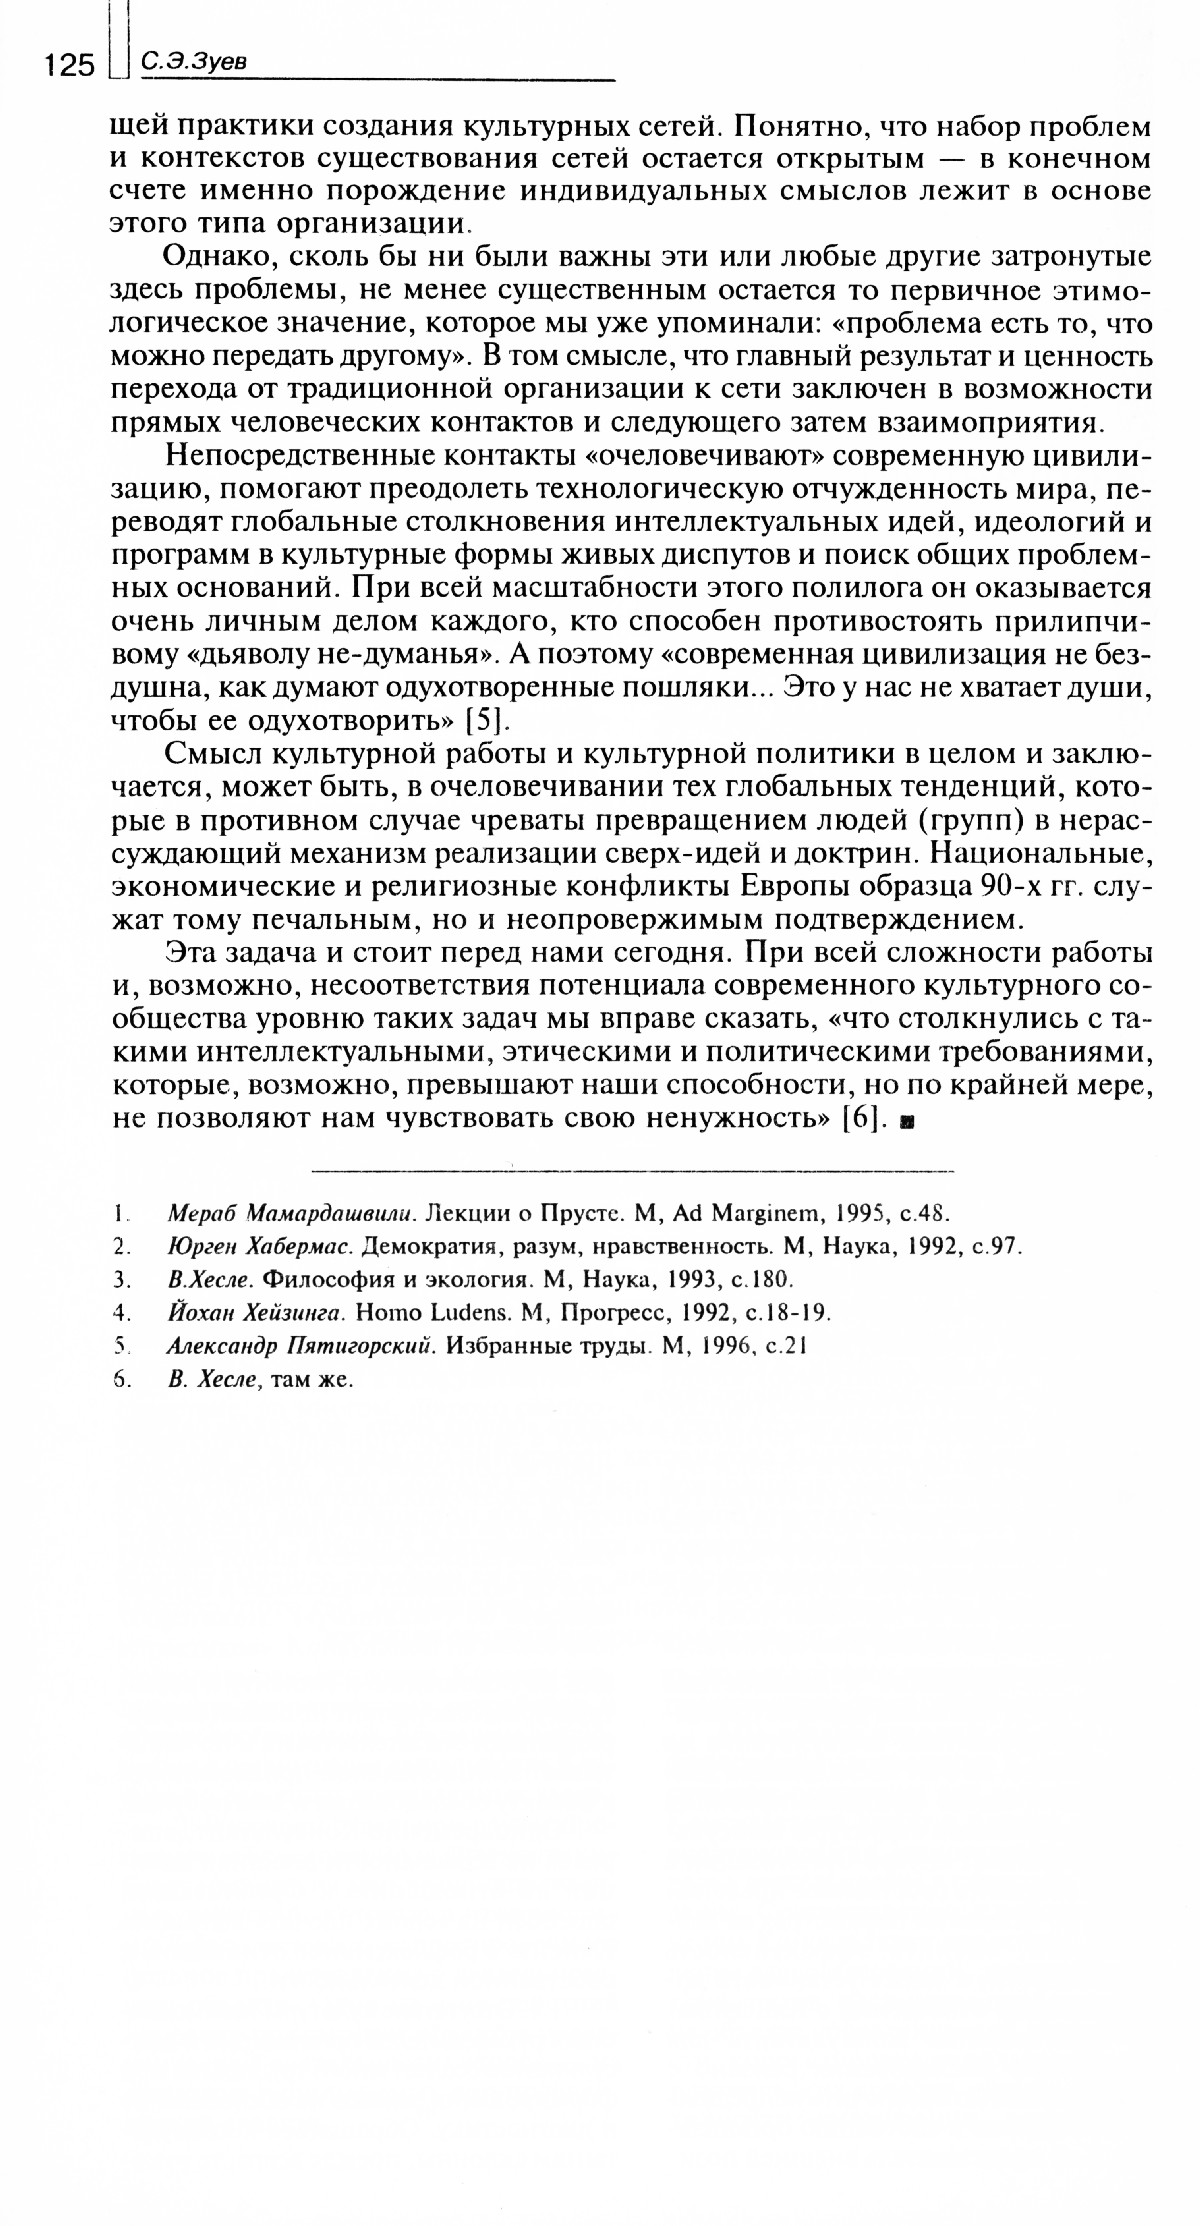 125
С.Э.Зуев
щей практики создания культурных сетей. Понятно, что набор проблем
и контекстов существования сетей остается открытым — в конечном
счете именно порождение индивидуальных смыслов лежит в основе
этого типа организации.
Однако, сколь бы ни были важны эти или любые другие затронутые
здесь проблемы, не менее существенным остается то первичное этимо-
логическое значение, которое мы уже упоминали: «проблема есть то, что
можно передать другому». В том смысле, что главный результат и ценность
перехода от традиционной организации к сети заключен в возможности
прямых человеческих контактов и следующего затем взаимоприятия.
Непосредственные контакты «очеловечивают» современную цивили-
зацию, помогают преодолеть технологическую отчужденность мира, пе-
реводят глобальные столкновения интеллектуальных идей, идеологий и
программ в культурные формы живых диспутов и поиск общих проблем-
ных оснований. При всей масштабности этого полилога он оказывается
очень личным делом каждого, кто способен противостоять прилипчи-
вому «дьяволу не-думанья». А поэтому «современная цивилизация не без-
душна, как думают одухотворенные пошляки... Это у нас не хватает души,
чтобы ее одухотворить» [5].
Смысл культурной работы и культурной политики в целом и заклю-
чается, может быть, в очеловечивании тех глобальных тенденций, кото-
рые в противном случае чреваты превращением людей (групп) в нерас-
суждающий механизм реализации сверх-идей и доктрин. Национальные,
экономические и религиозные конфликты Европы образца 90-х гг. слу-
жат тому печальным, но и неопровержимым подтверждением.
Эта задача и стоит перед нами сегодня. При всей сложности работы
и, возможно, несоответствия потенциала современного культурного со-
общества уровню таких задач мы вправе сказать, «что столкнулись с та-
кими интеллектуальными, этическими и политическими требованиями,
которые, возможно, превышают наши способности, но по крайней мере,
не позволяют нам чувствовать свою ненужность» [6]. ■
1. Мераб Мамардашвили. Лекции о Прусте. М, Ad Marginem, 1995, с.48.
2. Юрген Хабермас. Демократия, разум, нравственность. М, Наука, 1992, с.97.
3. В.Хесле. Философия и экология. М, Наука, 1993, с.180.
4. Йохан Хейзинга. Homo Ludens. М, Прогресс, 1992, с.18-19.
5. Александр Пятигорский. Избранные труды. М, 1996, с.21
6. В. Хесле, там же.